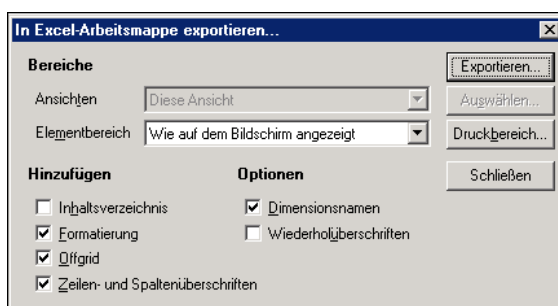 In Excel-Arbeitsmappe exportieren...
Bereiche
Exportieren...
Ansichten
Diese Ansicht
Auswählen...
Elementbereich
Wie auf dem Bildschirm angezeigt
Druckbereich...
Hinzufügen
Optionen
Schließen
Inhaltsverzeichnis
Dimensionsnamen
Formatierung
Wiederholüberschriften
Offgrid
Zeilen- und Spaltenüberschriften